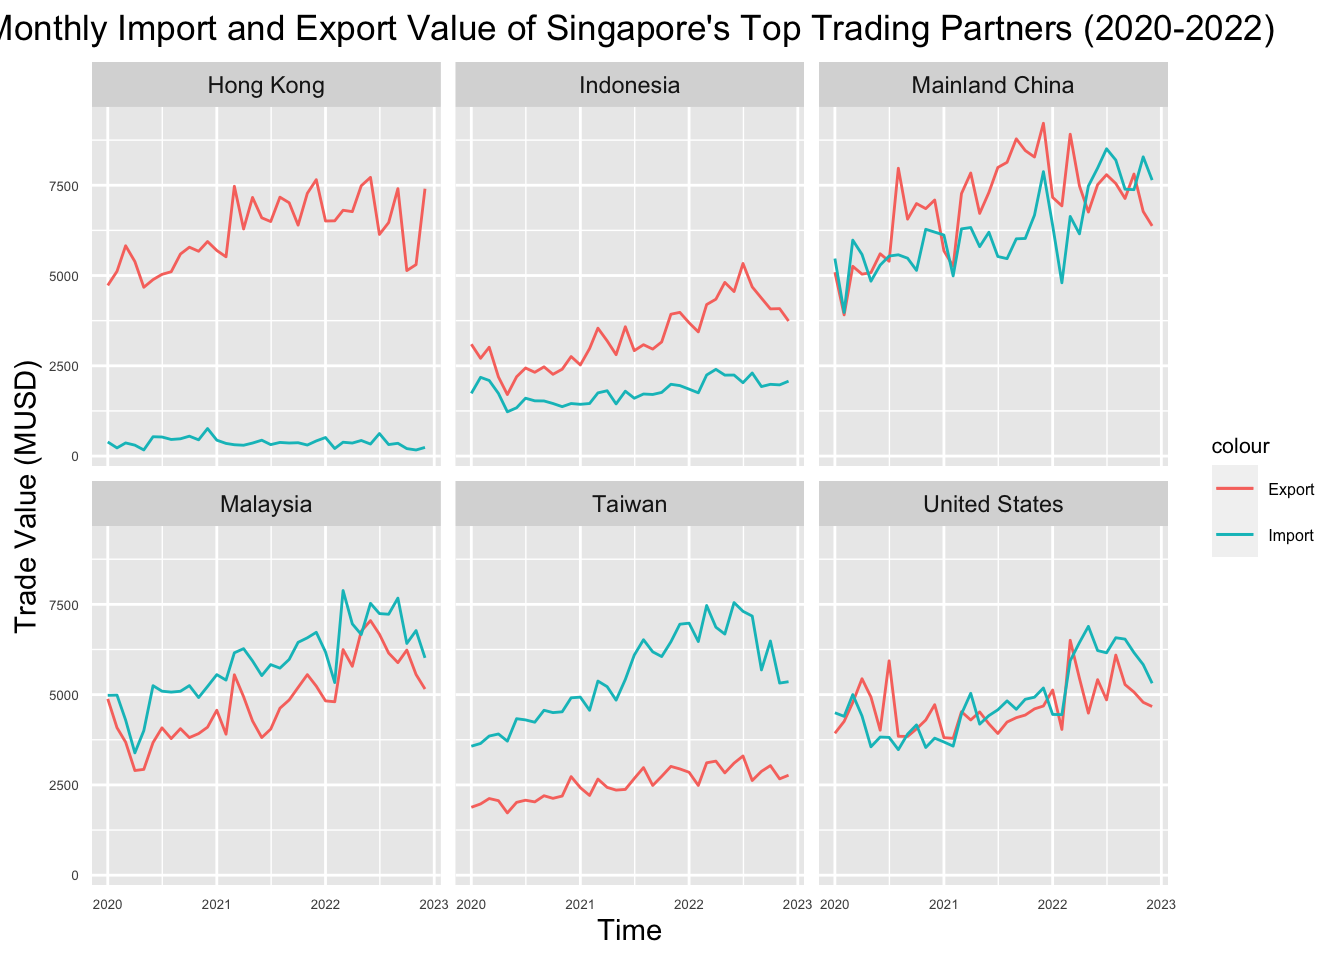 Monthly Import and Export Value of Singapore's Top Trading Partners (2020-2022)
Hong Kong
Indonesia
Mainland China
7500
5000
2500
0
Malaysia
Taiwan
United States
7500
5000
2500
0
2020 2021 2022 2023
2020 2021 2022 2023
2020 2021 2022 2023
Time
Trade Value (MUSD)
colour
Export
Import